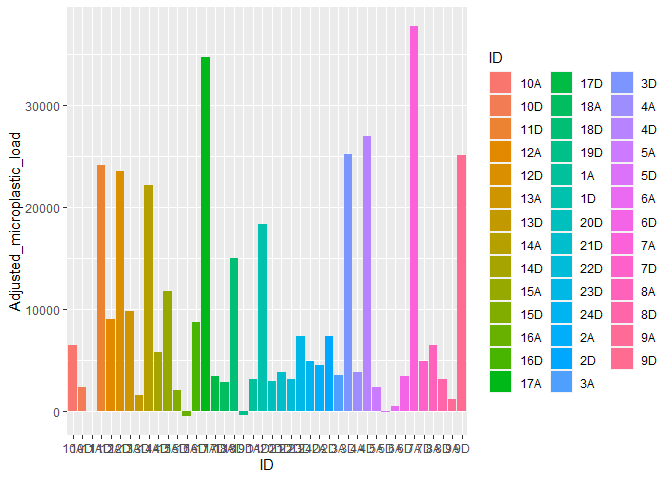 Adjusted_microplastic_load
30000
20000
10000
0
ID
ID
10A
10D
11D
12A
12D
13A
13D
14A
14D
15A
15D
16A
16D
17A
17D
18A
18D
19D
1A
1D
20D
21D
22D
23D
24D
2A
2D
3A
3D
4D
4A
5A
5D
6A
6D
7A
7D
8A
8D
9A
9D